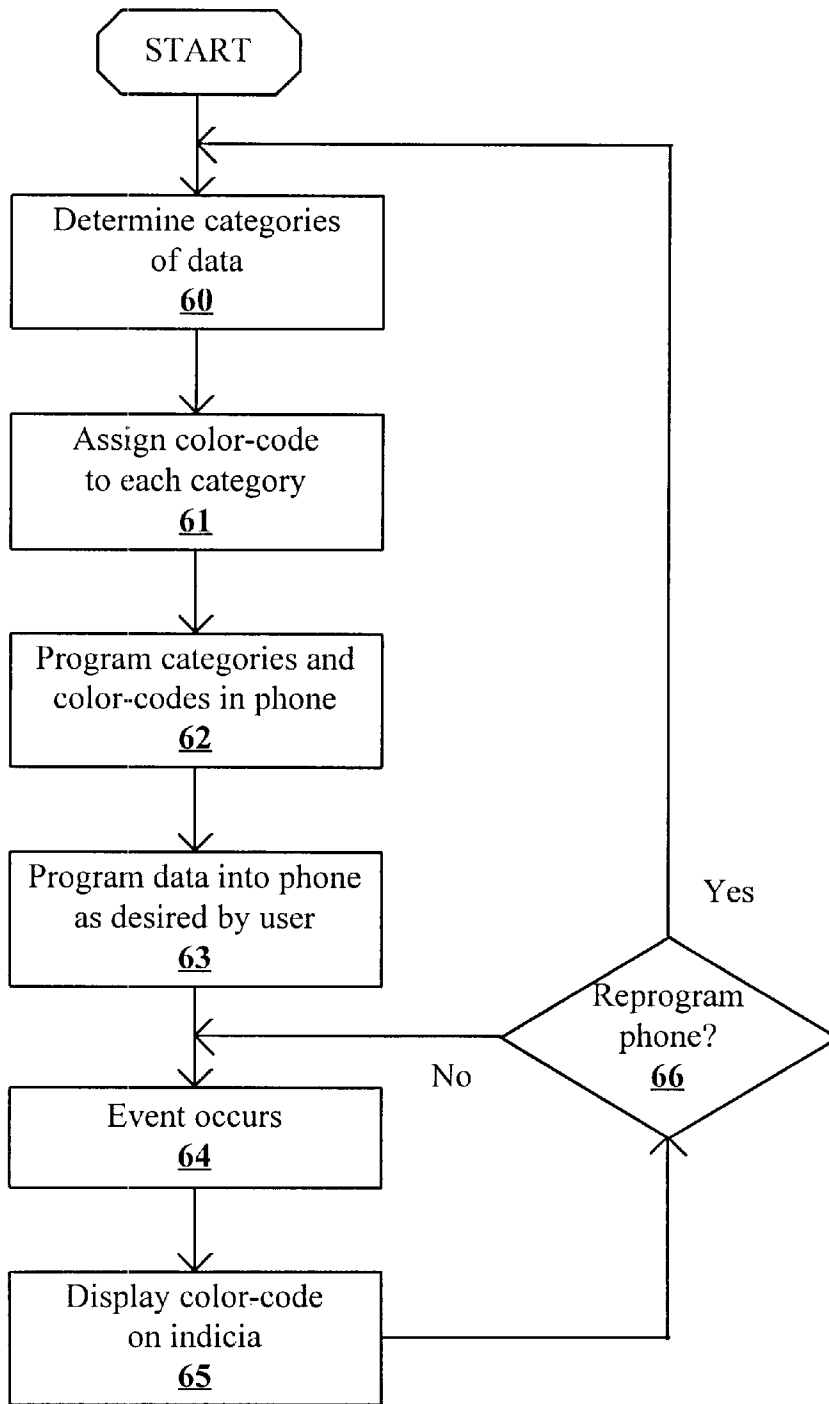 START
Determine categories
of data
60
Assign color-code
to each category
61
Program categories and
color-codes in phone
62
Program data into phone
as desired by user
63
Yes
Reprogram
phone?
66
No
Event occurs
64
Display color-code
on indicia
65